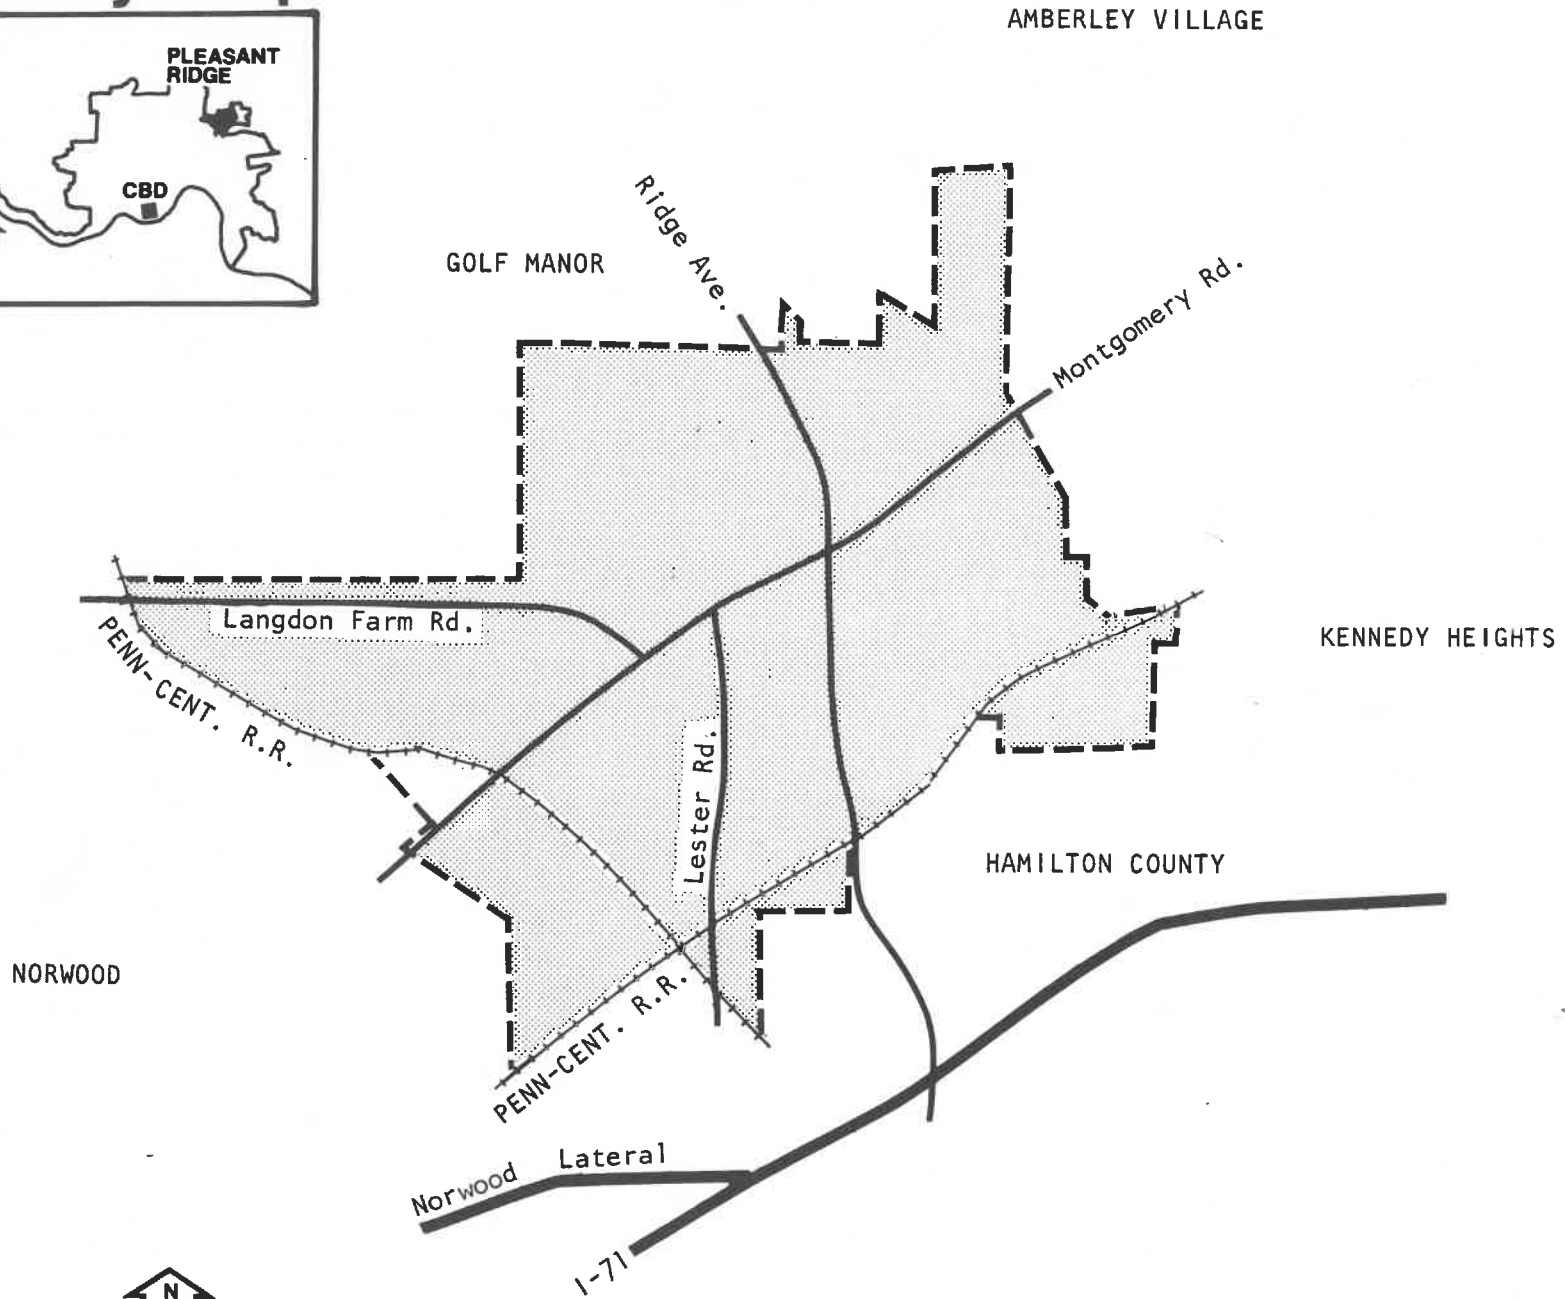 AMBERLEY VILLAGE
PLEASANT
RIDGE
CBD
Ridge Ave.
GOLF MANOR
Montgomery Rd.
Langdon Farm Rd.
PENN-CENT. R.R.
KENNEDY HEIGHTS
Lester Rd.
HAMILTON COUNTY
NORWOOD
PENN-CENT. R.R.
Norwood Lateral
I-71
N